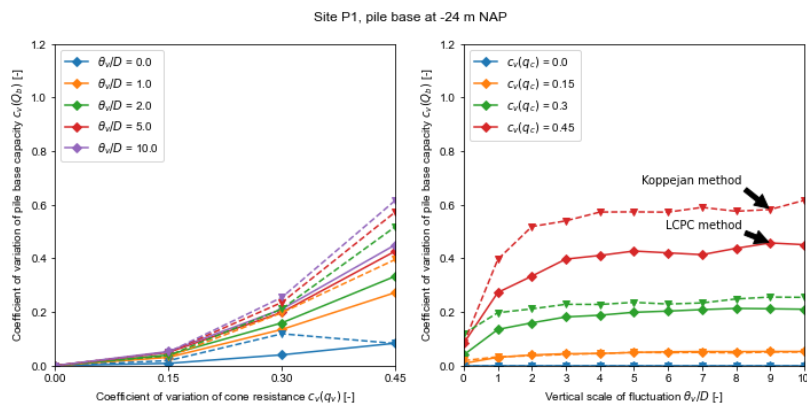 Site P1, pile base at -24 m NAP
Coefficient of variation of pile base capacity c_v(Q_b) [-]
1.2
1.0
0.8
0.6
0.4
0.2
0.0
θ_v/D = 0.0
θ_v/D = 1.0
θ_v/D = 2.0
θ_v/D = 5.0
θ_v/D = 10.0
0.00 0.15 0.30 0.45
Coefficient of variation of cone resistance c_v(q_v) [-]
Coefficient of variation of pile base capacity c_v(Q_b) [-]
1.2
1.0
0.8
0.6
0.4
0.2
0.0
c_v(q_c) = 0.0
c_v(q_c) = 0.15
c_v(q_c) = 0.3
c_v(q_c) = 0.45
Koppejan method
LCPC method
0 1 2 3 4 5 6 7 8 9 10
Vertical scale of fluctuation θ_v/D [-]